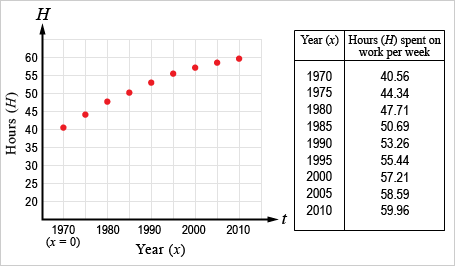 H
Hours (H)
60
55
50
45
40
35
30
25
20
1970 1980 1990 2000 2010
(x = 0)
t
Year (x)
Year (x) Hours (H) spent on
work per week
1970 40.56
1975 44.34
1980 47.71
1985 50.69
1990 53.26
1995 55.44
2000 57.21
2005 58.59
2010 59.96